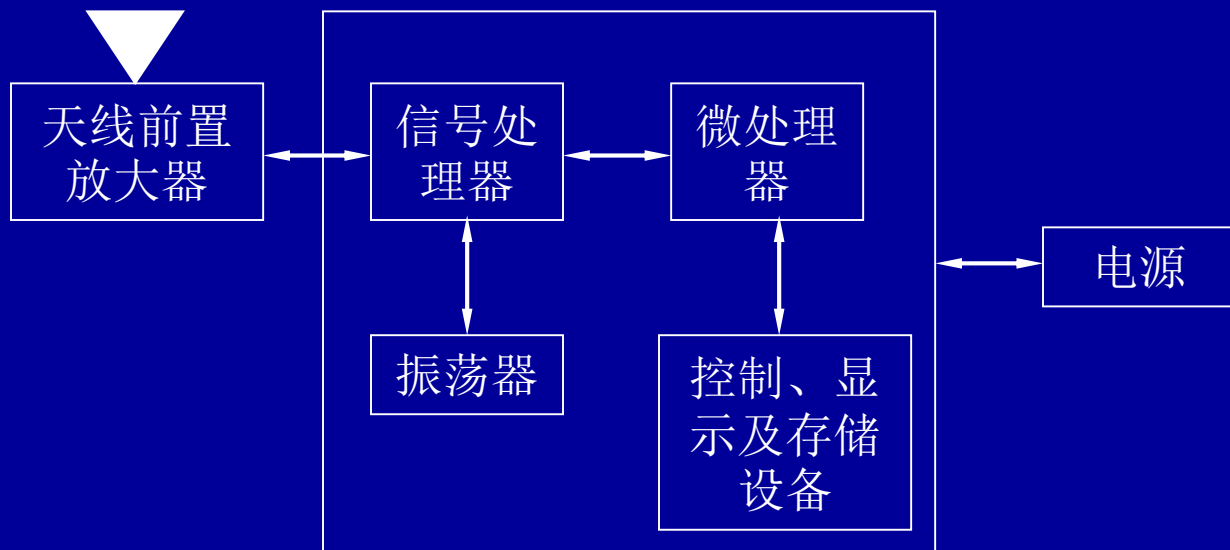 天线前置
放大器
信号处
理器
微处理
器
电源
振荡器
控制、显
示及存储
设备